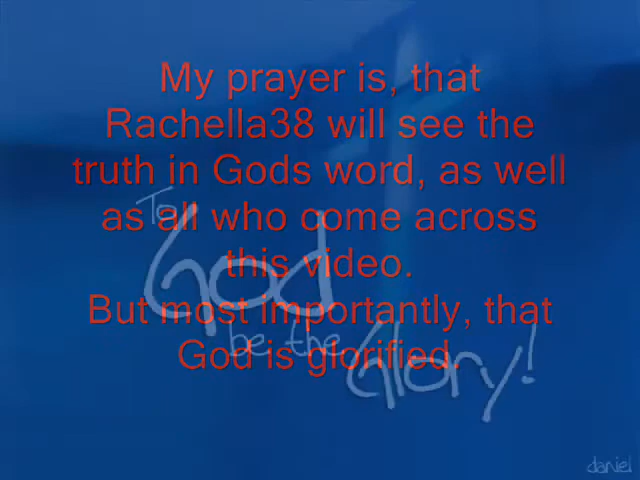 My prayer is, that
Rachella38 will see the
truth in Gods word, as well
as all who come across
this video.
But most importantly, that
God is glorified.
To
God
be the
Glory!
daniel